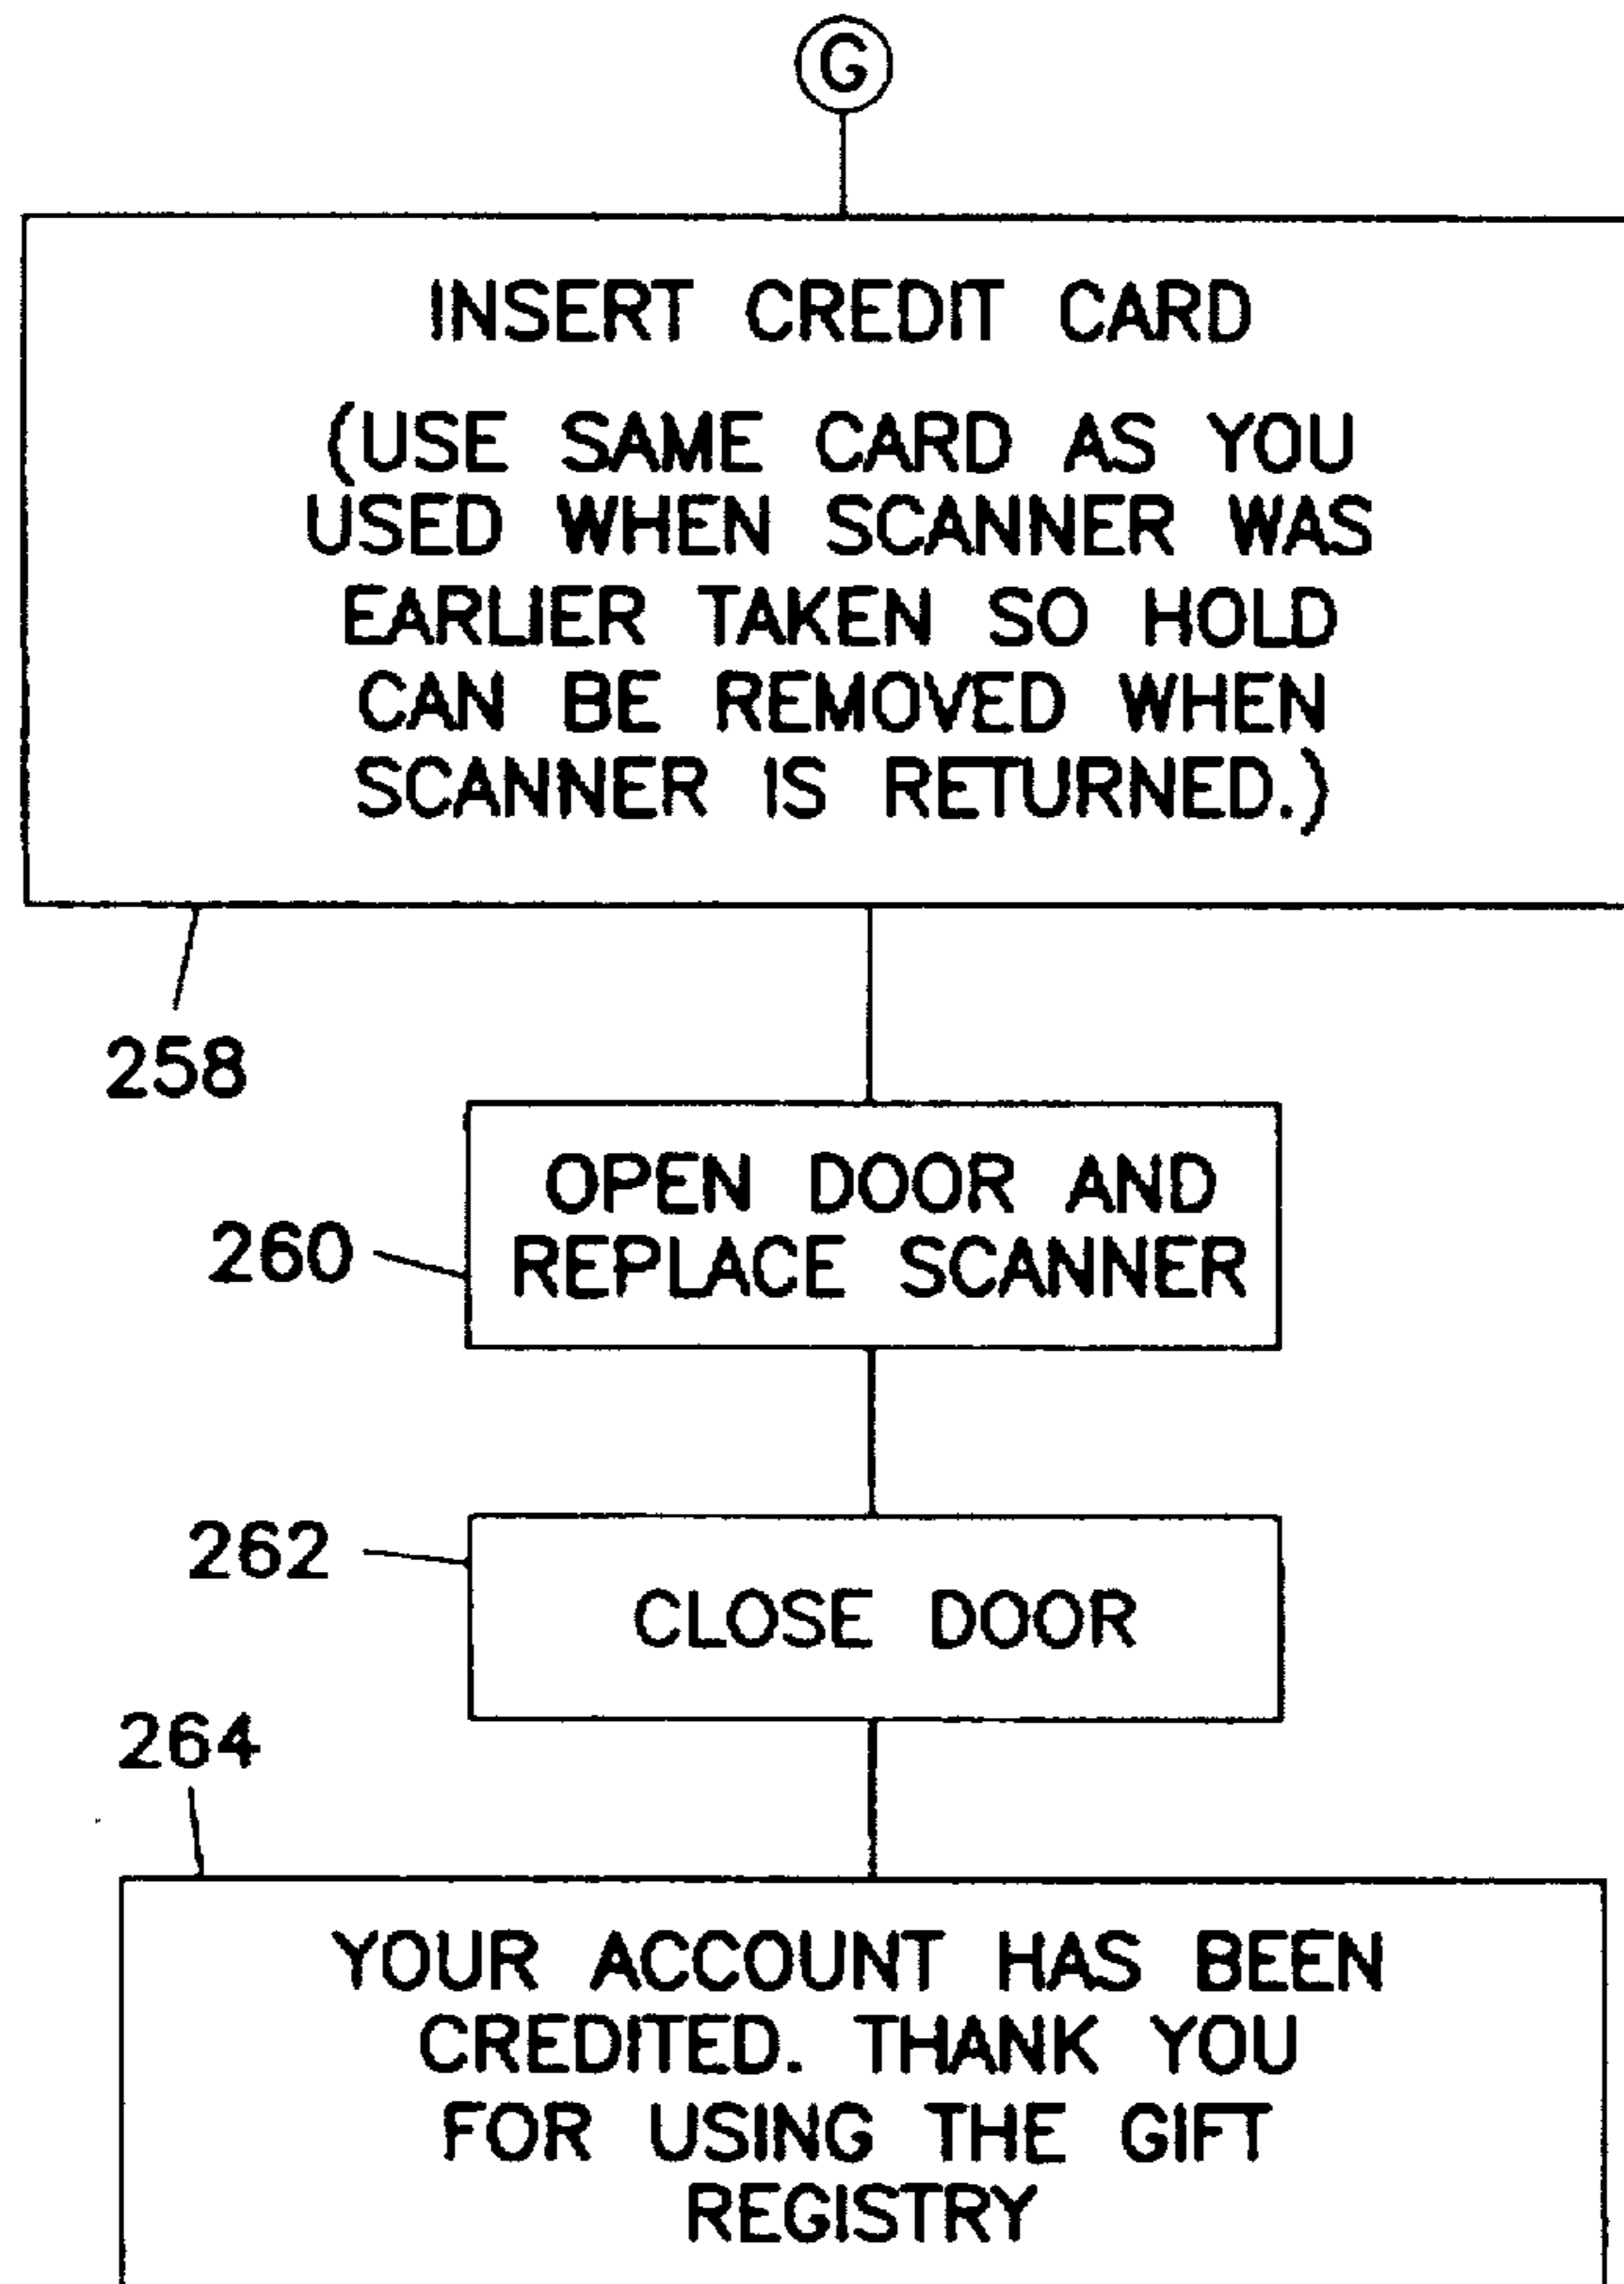 G
INSERT CREDIT CARD
(USE SAME CARD AS YOU
USED WHEN SCANNER WAS
EARLIER TAKEN SO HOLD
CAN BE REMOVED WHEN
SCANNER IS RETURNED.)
258
OPEN DOOR AND
REPLACE SCANNER
260
262
CLOSE DOOR
264
YOUR ACCOUNT HAS BEEN
CREDITED. THANK YOU
FOR USING THE GIFT
REGISTRY